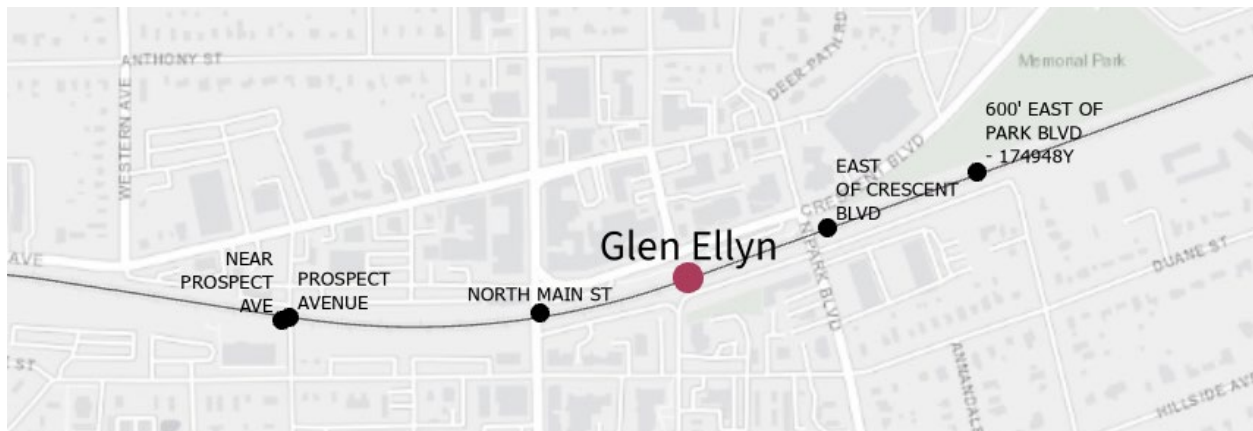 ANTHONY ST
WESTERN AVE
DEER PATH RD
Memorial Park
600' EAST OF
PARK BLVD
- 174948Y
EAST
OF CRESCENT
BLVD
CRESCENT BLVD
N PARK BLVD
Glen Ellyn
AVE
NEAR
PROSPECT
AVE
PROSPECT
AVENUE
NORTH MAIN ST
DUANE ST
ST
ANNANDALE
HILLSIDE AVE